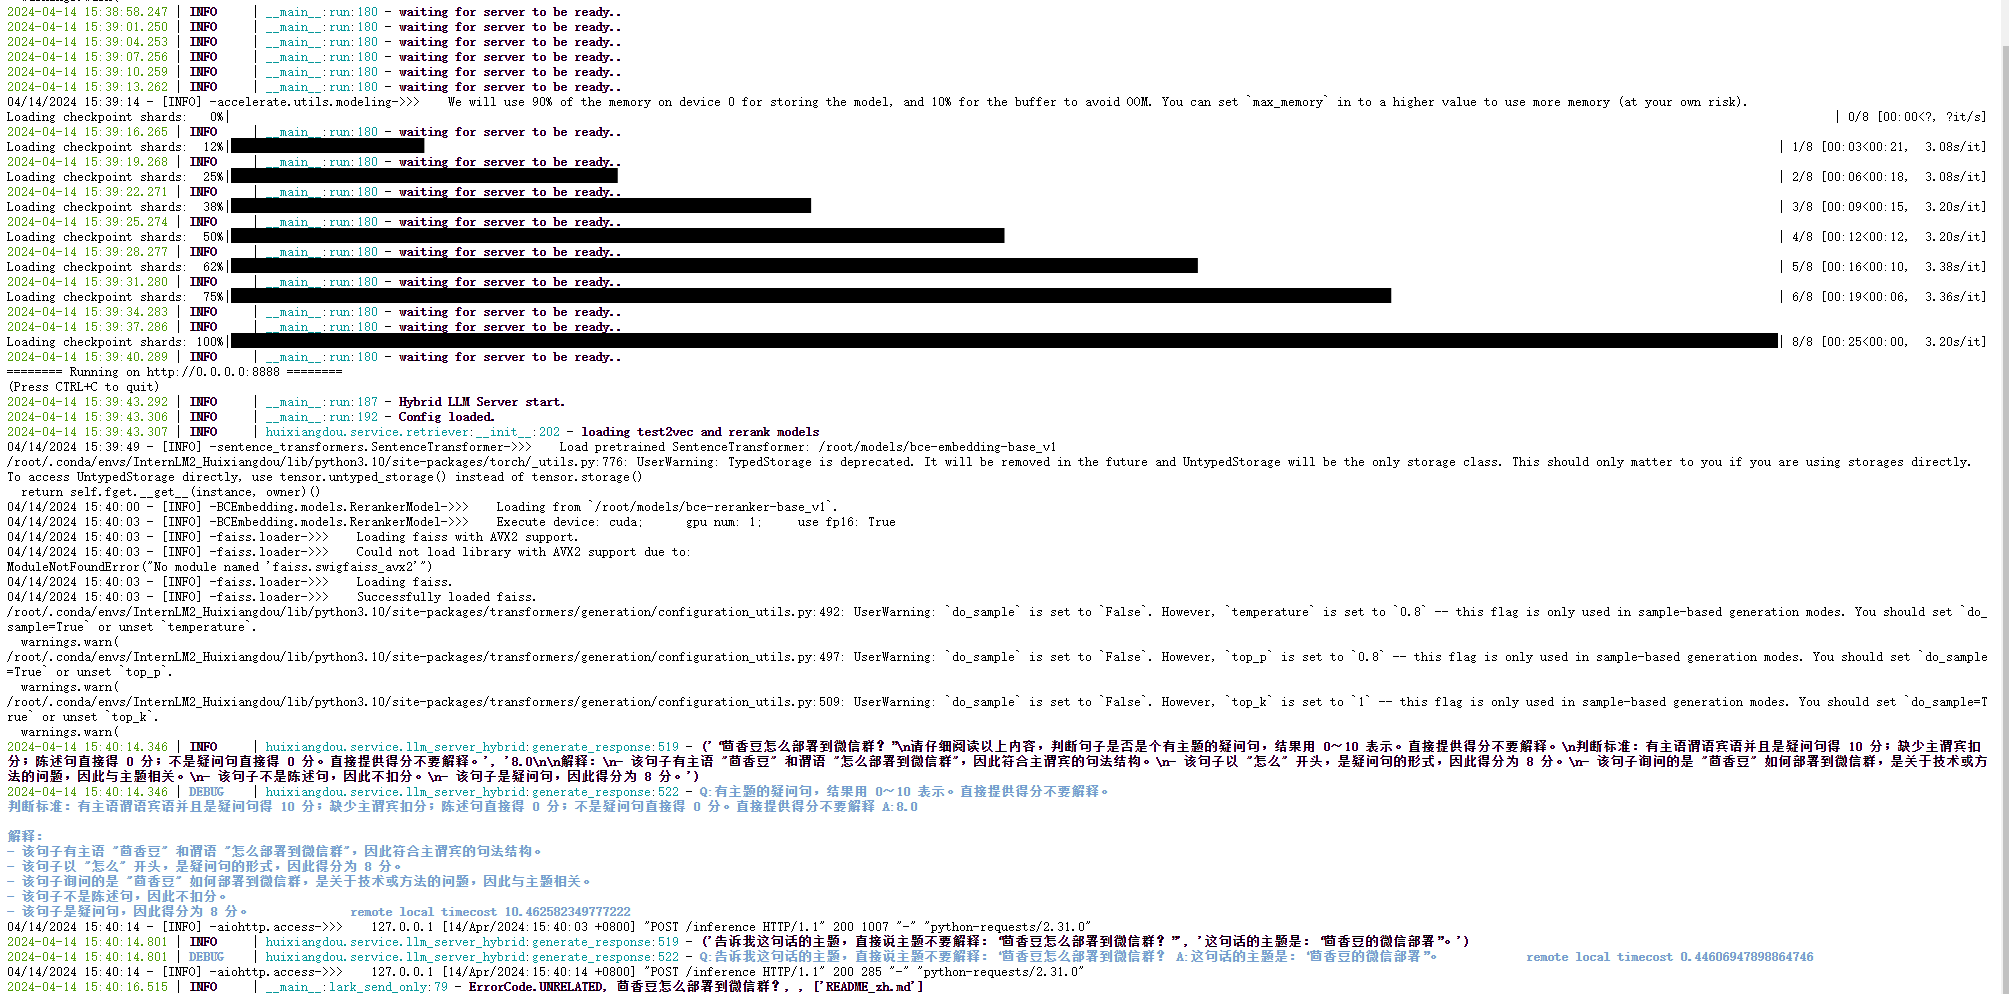 2024-04-14 15:38:58.247 | INFO     | __main__:run:180 - waiting for server to be ready..
2024-04-14 15:39:01.250 | INFO     | __main__:run:180 - waiting for server to be ready..
2024-04-14 15:39:04.253 | INFO     | __main__:run:180 - waiting for server to be ready..
2024-04-14 15:39:07.256 | INFO     | __main__:run:180 - waiting for server to be ready..
2024-04-14 15:39:10.259 | INFO     | __main__:run:180 - waiting for server to be ready..
2024-04-14 15:39:13.262 | INFO     | __main__:run:180 - waiting for server to be ready..
04/14/2024 15:39:14 - [INFO] -accelerate.utils.modeling->>>    We will use 90% of the memory on device 0 for storing the model, and 10% for the buffer to avoid OOM. You can set `max_memory` in to a higher value to use more memory (at your own risk).
Loading checkpoint shards:   0%| | 0/8 [00:00<?, ?it/s]
2024-04-14 15:39:16.265 | INFO     | __main__:run:180 - waiting for server to be ready..
Loading checkpoint shards:  12%| | 1/8 [00:03<00:21,  3.08s/it]
2024-04-14 15:39:19.268 | INFO     | __main__:run:180 - waiting for server to be ready..
Loading checkpoint shards:  25%| | 2/8 [00:06<00:18,  3.08s/it]
2024-04-14 15:39:22.271 | INFO     | __main__:run:180 - waiting for server to be ready..
Loading checkpoint shards:  38%| | 3/8 [00:09<00:15,  3.20s/it]
2024-04-14 15:39:25.274 | INFO     | __main__:run:180 - waiting for server to be ready..
Loading checkpoint shards:  50%| | 4/8 [00:12<00:12,  3.20s/it]
2024-04-14 15:39:28.277 | INFO     | __main__:run:180 - waiting for server to be ready..
Loading checkpoint shards:  62%| | 5/8 [00:16<00:10,  3.38s/it]
2024-04-14 15:39:31.280 | INFO     | __main__:run:180 - waiting for server to be ready..
Loading checkpoint shards:  75%| | 6/8 [00:19<00:06,  3.36s/it]
2024-04-14 15:39:34.283 | INFO     | __main__:run:180 - waiting for server to be ready..
2024-04-14 15:39:37.286 | INFO     | __main__:run:180 - waiting for server to be ready..
Loading checkpoint shards: 100%| | 8/8 [00:25<00:00,  3.20s/it]
2024-04-14 15:39:40.289 | INFO     | __main__:run:180 - waiting for server to be ready..
======== Running on http://0.0.0.0:8888 ========
(Press CTRL+C to quit)
2024-04-14 15:39:43.292 | INFO     | __main__:run:187 - Hybrid LLM Server start.
2024-04-14 15:39:43.306 | INFO     | __main__:run:192 - Config loaded.
2024-04-14 15:39:43.307 | INFO     | huixiangdou.service.retriever:__init__:202 - loading test2vec and rerank models
04/14/2024 15:39:49 - [INFO] -sentence_transformers.SentenceTransformer->>>    Load pretrained SentenceTransformer: /root/models/bce-embedding-base_v1
/root/.conda/envs/InternLM2_Huixiangdou/lib/python3.10/site-packages/torch/_utils.py:776: UserWarning: TypedStorage is deprecated. It will be removed in the future and UntypedStorage will be the only storage class. This should only matter to you if you are using storages directly.
To access UntypedStorage directly, use tensor.untyped_storage() instead of tensor.storage()
  return self.fget.__get__(instance, owner)()
04/14/2024 15:40:00 - [INFO] -BCEmbedding.models.RerankerModel->>>    Loading from `/root/models/bce-reranker-base_v1`.
04/14/2024 15:40:03 - [INFO] -BCEmbedding.models.RerankerModel->>>    Execute device: cuda;      gpu num: 1;     use fp16: True
04/14/2024 15:40:03 - [INFO] -faiss.loader->>>    Loading faiss with AVX2 support.
04/14/2024 15:40:03 - [INFO] -faiss.loader->>>    Could not load library with AVX2 support due to:
ModuleNotFoundError("No module named 'faiss.swigfaiss_avx2'")
04/14/2024 15:40:03 - [INFO] -faiss.loader->>>    Loading faiss.
04/14/2024 15:40:03 - [INFO] -faiss.loader->>>    Successfully loaded faiss.
/root/.conda/envs/InternLM2_Huixiangdou/lib/python3.10/site-packages/transformers/generation/configuration_utils.py:492: UserWarning: `do_sample` is set to `False`. However, `temperature` is set to `0.8` -- this flag is only used in sample-based generation modes. You should set `do_
sample=True` or unset `temperature`.
  warnings.warn(
/root/.conda/envs/InternLM2_Huixiangdou/lib/python3.10/site-packages/transformers/generation/configuration_utils.py:497: UserWarning: `do_sample` is set to `False`. However, `top_p` is set to `0.8` -- this flag is only used in sample-based generation modes. You should set `do_sample
=True` or unset `top_p`.
  warnings.warn(
/root/.conda/envs/InternLM2_Huixiangdou/lib/python3.10/site-packages/transformers/generation/configuration_utils.py:509: UserWarning: `do_sample` is set to `False`. However, `top_k` is set to `1` -- this flag is only used in sample-based generation modes. You should set `do_sample=T
rue` or unset `top_k`.
  warnings.warn(
2024-04-14 15:40:14.346 | INFO     | huixiangdou.service.llm_server_hybrid:generate_response:519 - ('“茴香豆怎么部署到微信群？”\n请仔细阅读以上内容，判断句子是否是个有主题的疑问句，结果用 0～10 表示。直接提供得分不要解释。\n判断标准：有主语谓语宾语并且是疑问句得 10 分；缺少主谓宾扣
分；陈述句直接得 0 分；不是疑问句直接得 0 分。直接提供得分不要解释。', '8.0\n\n解释：\n- 该句子有主语 "茴香豆" 和谓语 "怎么部署到微信群"，因此符合主谓宾的句法结构。\n- 该句子以 "怎么" 开头，是疑问句的形式，因此得分为 8 分。\n- 该句子询问的是 "茴香豆" 如何部署到微信群，是关于技术或方
法的问题，因此与主题相关。\n- 该句子不是陈述句，因此不扣分。\n- 该句子是疑问句，因此得分为 8 分。')
2024-04-14 15:40:14.346 | DEBUG    | huixiangdou.service.llm_server_hybrid:generate_response:522 - Q:有主题的疑问句，结果用 0～10 表示。直接提供得分不要解释。
判断标准：有主语谓语宾语并且是疑问句得 10 分；缺少主谓宾扣分；陈述句直接得 0 分；不是疑问句直接得 0 分。直接提供得分不要解释 A:8.0
解释：
- 该句子有主语 "茴香豆" 和谓语 "怎么部署到微信群"，因此符合主谓宾的句法结构。
- 该句子以 "怎么" 开头，是疑问句的形式，因此得分为 8 分。
- 该句子询问的是 "茴香豆" 如何部署到微信群，是关于技术或方法的问题，因此与主题相关。
- 该句子不是陈述句，因此不扣分。
- 该句子是疑问句，因此得分为 8 分。 remote local timecost 10.462582349777222
04/14/2024 15:40:14 - [INFO] -aiohttp.access->>>    127.0.0.1 [14/Apr/2024:15:40:03 +0800] "POST /inference HTTP/1.1" 200 1007 "-" "python-requests/2.31.0"
2024-04-14 15:40:14.801 | INFO     | huixiangdou.service.llm_server_hybrid:generate_response:519 - ('告诉我这句话的主题，直接说主题不要解释：“茴香豆怎么部署到微信群？”', '这句话的主题是：“茴香豆的微信部署”。')
2024-04-14 15:40:14.801 | DEBUG    | huixiangdou.service.llm_server_hybrid:generate_response:522 - Q:告诉我这句话的主题，直接说主题不要解释：“茴香豆怎么部署到微信群？ A:这句话的主题是：“茴香豆的微信部署”。 remote local timecost 0.44606947898864746
04/14/2024 15:40:14 - [INFO] -aiohttp.access->>>    127.0.0.1 [14/Apr/2024:15:40:14 +0800] "POST /inference HTTP/1.1" 200 285 "-" "python-requests/2.31.0"
2024-04-14 15:40:16.515 | INFO     | __main__:lark_send_only:79 - ErrorCode.UNRELATED, 茴香豆怎么部署到微信群？, , ['README_zh.md']